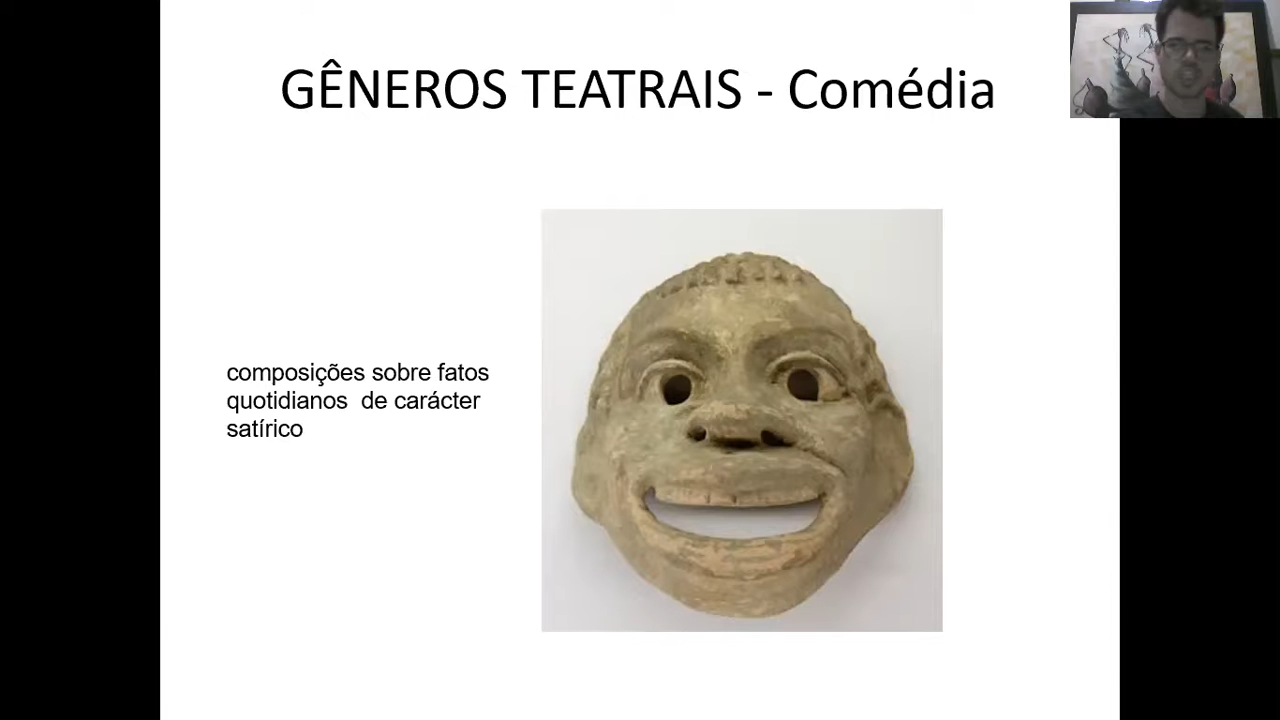 GÊNEROS TEATRAIS - Comédia
composições sobre fatos
quotidianos de carácter
satírico